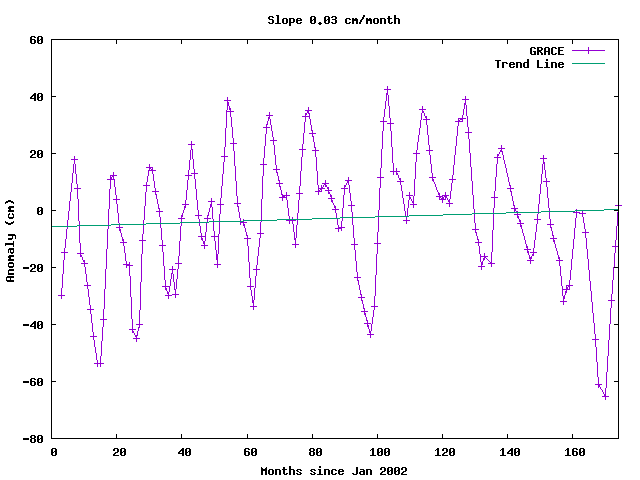 Slope 0.03 cm/month
GRACE
Trend Line
60
40
20
0
-20
-40
-60
-80
Anomaly (cm)
0 20 40 60 80 100 120 140 160
Months since Jan 2002